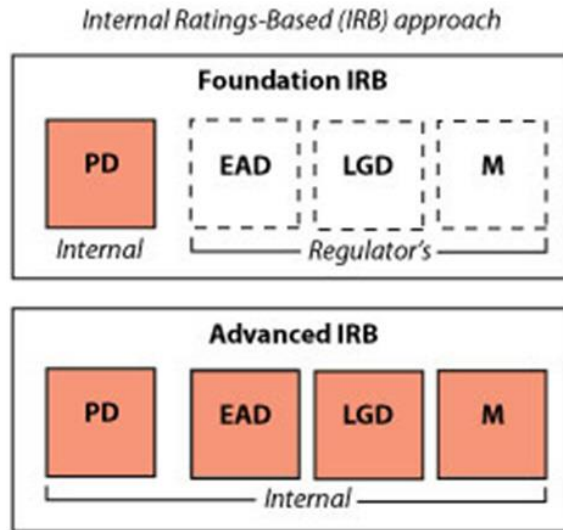 Internal Ratings-Based (IRB) approach
Foundation IRB
PD EAD LGD M
Internal Regulator's
Advanced IRB
PD EAD LGD M
Internal